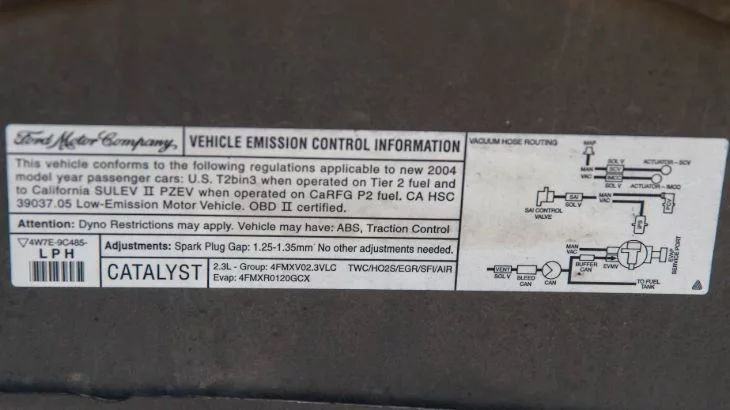 Ford Motor Company,
VEHICLE EMISSION CONTROL INFORMATION
This vehicle conforms to the following regulations applicable to new 2004
model year passenger cars: U.S. T2bin3 when operated on Tier 2 fuel and
to California SULEV II PZEV when operated on CaRFG P2 fuel. CA HSC
39037.05 Low-Emission Motor Vehicle. OBD II certified.
Attention: Dyno Restrictions may apply. Vehicle may have: ABS, Traction Control
▽4W7E-9C485-
LPH
Adjustments: Spark Plug Gap: 1.25-1.35mm No other adjustments needed.
CATALYST
2.3L - Group: 4FMXV02.3VLC TWC/HO2S/EGR/SFI/AIR
Evap: 4FMXR0120GCX
VACUUM HOSE ROUTING
MAP
SOL V
ACTUATOR-SCV
MAN
VAC
SCV
IMCC
SOL V
ACTUATOR-IMCC
SAI
SOL V
MAN
VAC
PCV
SAI CONTROL
VALVE
MAN
VAC
BUFFER
CAN
EVMV
EVAP
SERVICE PORT
VENT
SOL V
BLEED
CAN
CAN
TO FUEL
TANK